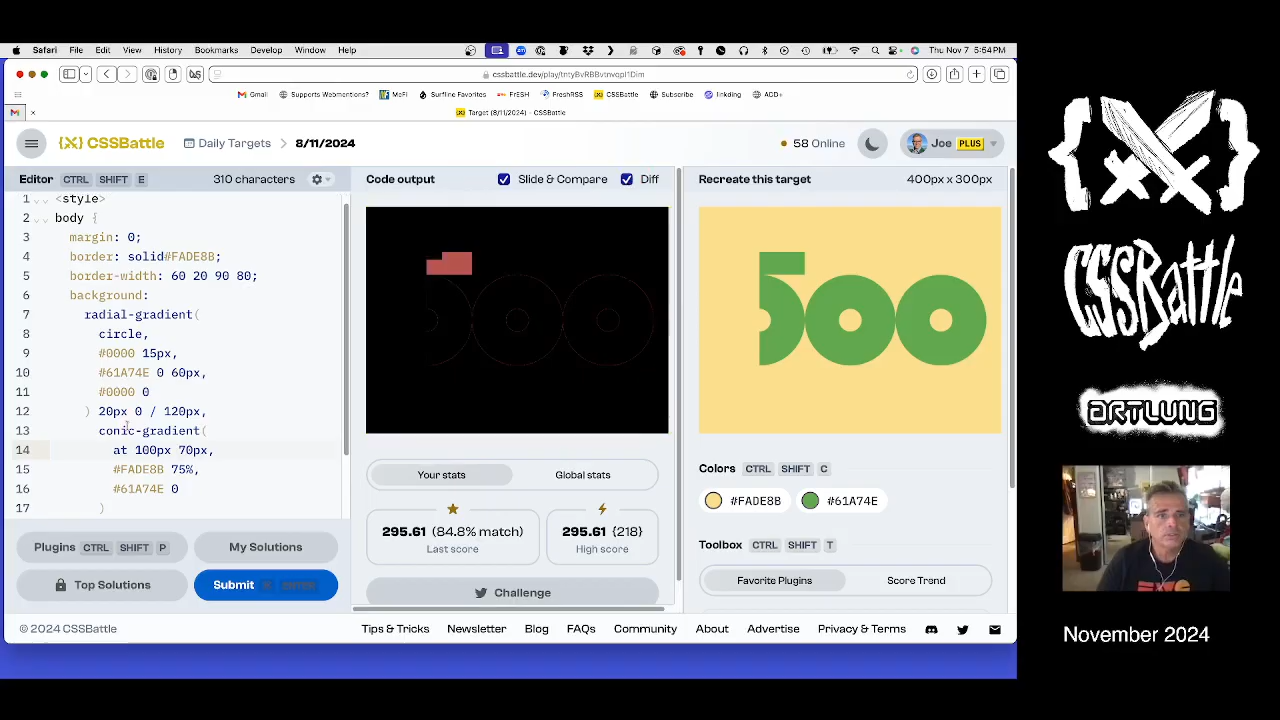 Safari File Edit View History Bookmarks Develop Window Help
Thu Nov 7 5:54 PM
cssbattle.dev/play/tntyBvRBBvtnvopl1Dim
Gmail Supports Webmentions? MeFi Surfline Favorites FrESH FreshRSS CSSBattle Subscribe linkding
Target (8/11/2024) - CSSBattle
CSSBattle Daily Targets 8/11/2024
58 Online Joe PLUS
Editor CTRL SHIFT E 310 characters
1 <style>
2 body {
3 margin: 0;
4 border: solid#FADE8B;
5 border-width: 60 20 90 80;
6 background:
7 radial-gradient(
8 circle,
9 #0000 15px,
10 #61A74E 0 60px,
11 #0000 0
12 ) 20px 0 / 120px,
13 conic-gradient(
14 at 100px 70px,
15 #FADE8B 75%,
16 #61A74E 0
17 )
Plugins CTRL SHIFT P
My Solutions
Top Solutions
Submit
Code output Slide & Compare Diff
Your stats Global stats
295.61 (84.8% match)
Last score
295.61 {218}
High score
Challenge
Recreate this target 400px x 300px
500
Colors CTRL SHIFT C
#FADE8B #61A74E
Toolbox CTRL SHIFT T
Favorite Plugins Score Trend
© 2024 CSSBattle
Tips & Tricks Newsletter Blog FAQs Community About Advertise Privacy & Terms
CSSBattle
ARTLUNG
November 2024